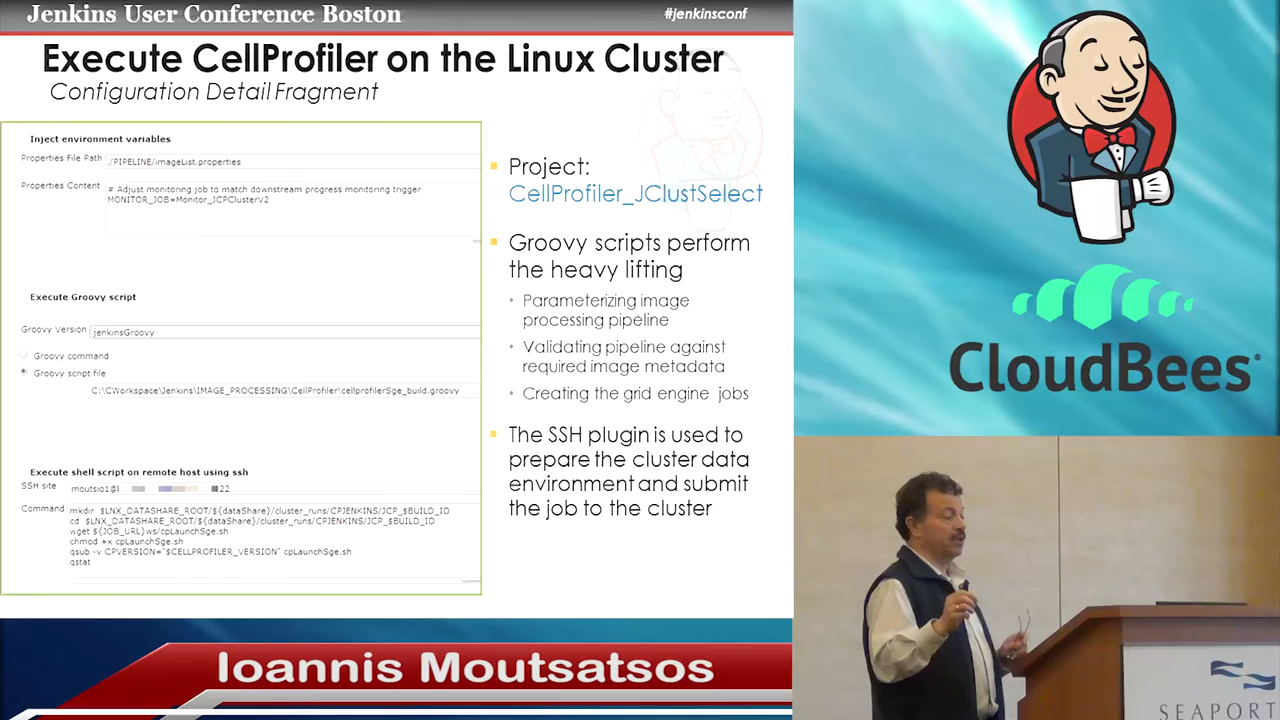 Jenkins User Conference Boston
#jenkinsconf
Execute CellProfiler on the Linux Cluster
Configuration Detail Fragment
Inject environment variables
Properties File Path ./PIPELINE/imageList.properties
Properties Content # Adjust monitoring job to match downstream progress monitoring trigger
MONITOR_JOB=Monitor_JCPClusterV2
Execute Groovy script
Groovy Version jenkinsGroovy
Groovy command
Groovy script file
C:\CWorkspace\Jenkins\IMAGE_PROCESSING\CellProfiler\cellprofilerSge_build.groovy
Execute shell script on remote host using ssh
SSH site moutsio1@l 22
Command mkdir $LNX_DATASHARE_ROOT/${dataShare}/cluster_runs/CPJENKINS/JCP_$BUILD_ID
cd $LNX_DATASHARE_ROOT/${dataShare}/cluster_runs/CPJENKINS/JCP_$BUILD_ID
wget ${JOB_URL}ws/cpLaunchSge.sh
chmod +x cpLaunchSge.sh
qsub -v CPVERSION="$CELLPROFILER_VERSION" cpLaunchSge.sh
qstat
Project:
CellProfiler_JClustSelect
Groovy scripts perform
the heavy lifting
Parameterizing image
processing pipeline
Validating pipeline against
required image metadata
Creating the grid engine jobs
The SSH plugin is used to
prepare the cluster data
environment and submit
the job to the cluster
CloudBees®
SEAPORT
Ioannis Moutsatsos